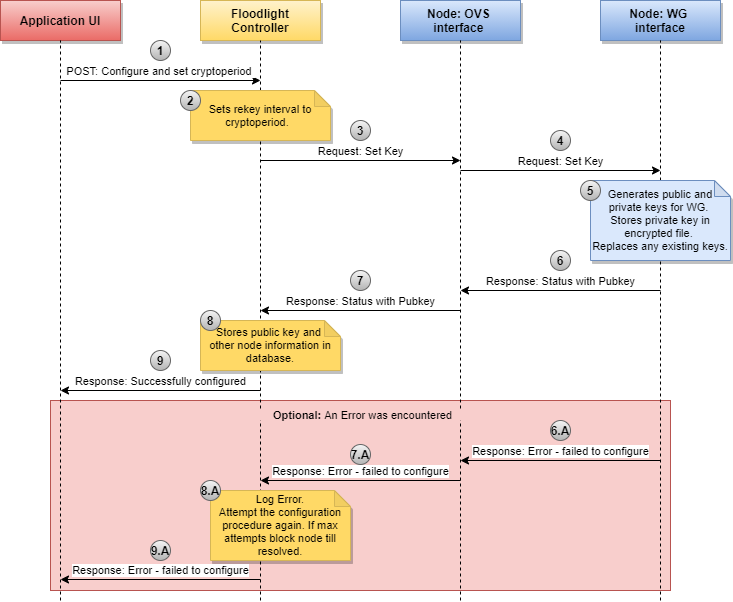 Application UI
Floodlight
Controller
Node: OVS
interface
Node: WG
interface
1
POST: Configure and set cryptoperiod
2
Sets rekey interval to
cryptoperiod.
3
Request: Set Key
4
Request: Set Key
5
Generates public and
private keys for WG.
Stores private key in
encrypted file.
Replaces any existing keys.
6
Response: Status with Pubkey
7
Response: Status with Pubkey
8
Stores public key and
other node information in
database.
9
Response: Successfully configured
Optional: An Error was encountered
6.A
Response: Error - failed to configure
7.A
Response: Error - failed to configure
8.A
Log Error.
Attempt the configuration
procedure again. If max
attempts block node till
resolved.
9.A
Response: Error - failed to configure